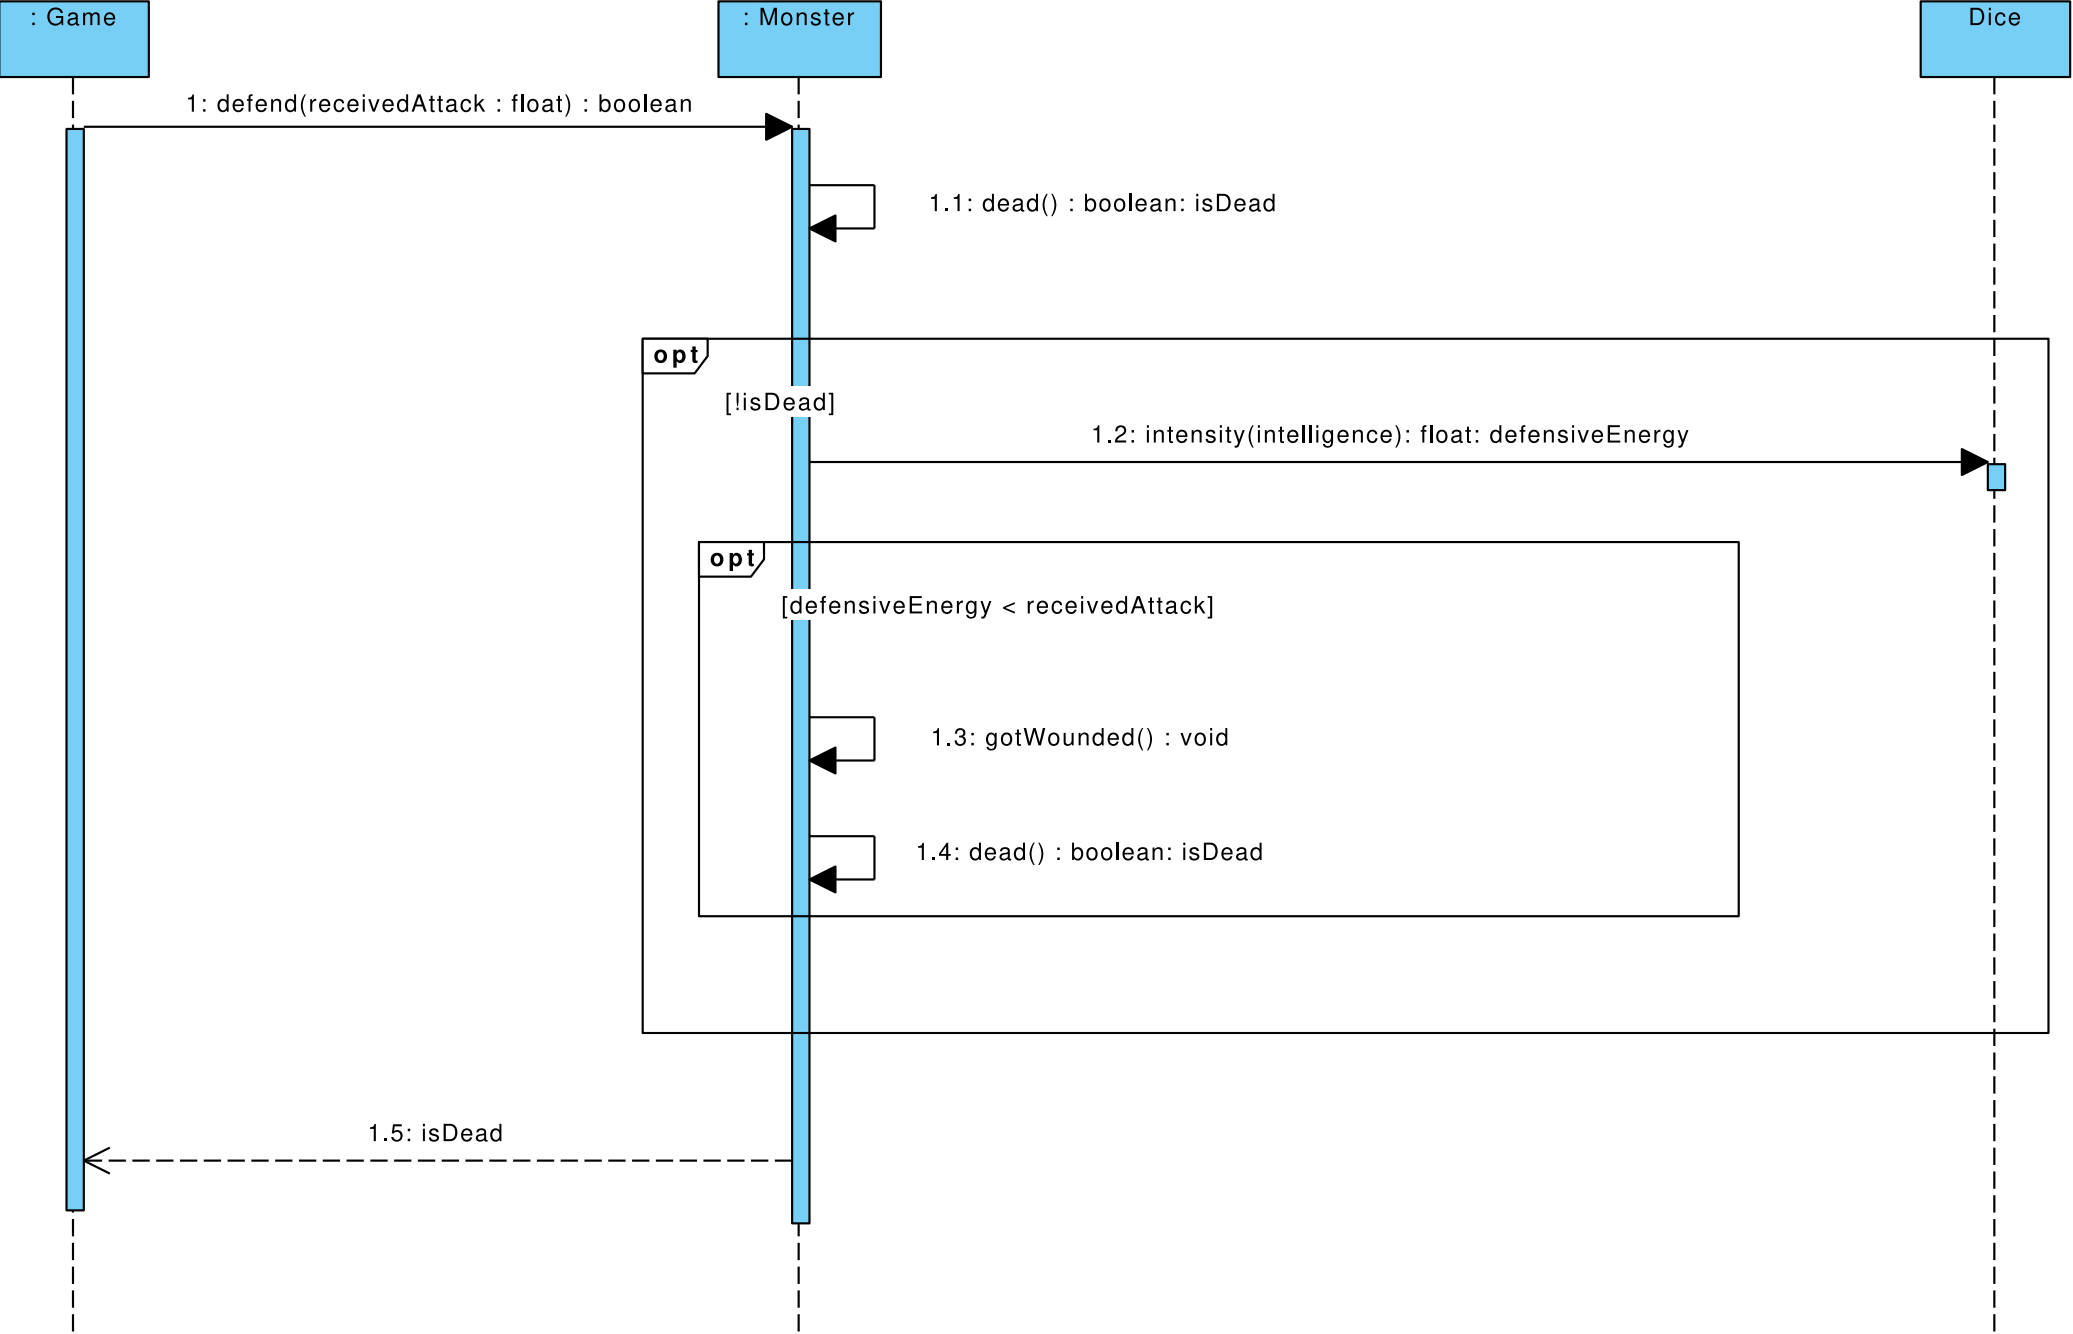 : Game
: Monster
Dice
1: defend(receivedAttack : float) : boolean
1.1: dead() : boolean: isDead
opt
[!isDead]
1.2: intensity(intelligence): float: defensiveEnergy
opt
[defensiveEnergy < receivedAttack]
1.3: gotWounded() : void
1.4: dead() : boolean: isDead
1.5: isDead